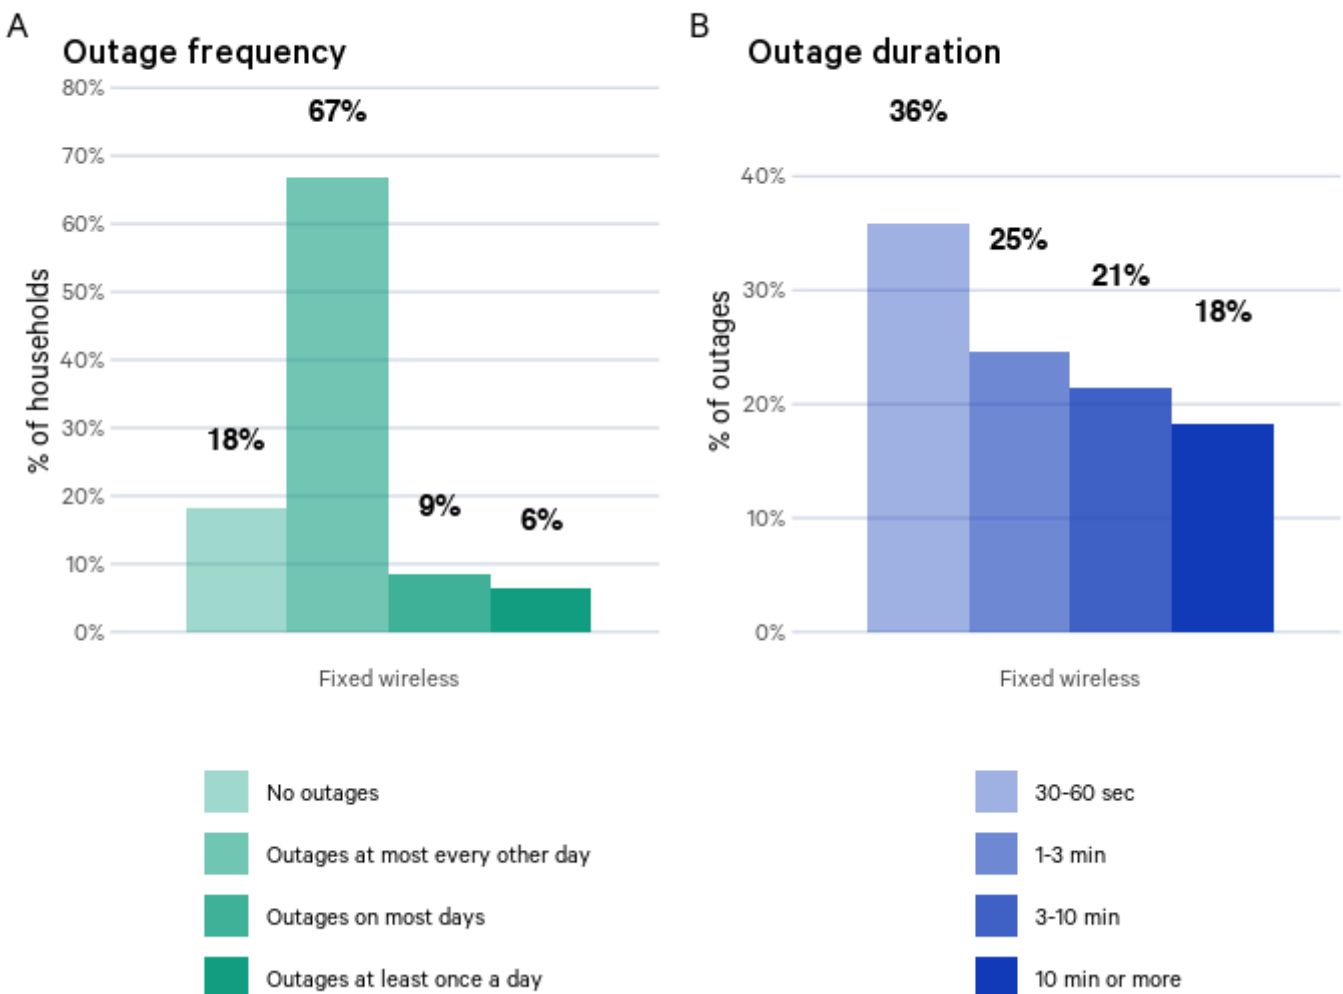 A
Outage frequency
80%
70%
60%
50%
40%
30%
20%
10%
0%
% of households
18%
67%
9%
6%
Fixed wireless
No outages
Outages at most every other day
Outages on most days
Outages at least once a day
B
Outage duration
40%
30%
20%
10%
0%
% of outages
36%
25%
21%
18%
Fixed wireless
30-60 sec
1-3 min
3-10 min
10 min or more